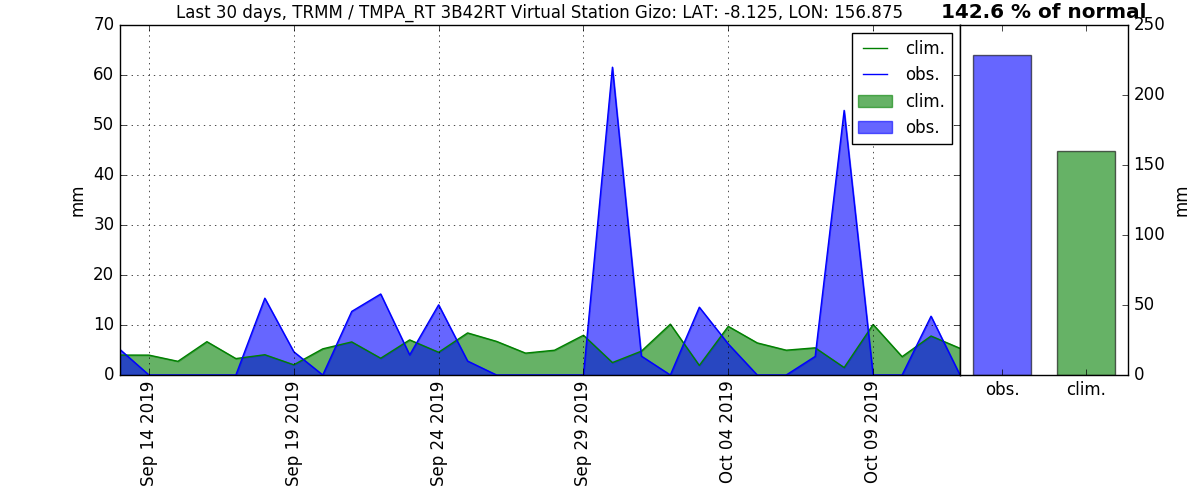 Last 30 days, TRMM / TMPA_RT 3B42RT Virtual Station Gizo: LAT: -8.125, LON: 156.875
142.6 % of normal
70
60
50
40
30
20
10
0
mm
clim.
obs.
clim.
obs.
250
200
150
100
50
0
mm
Sep 14 2019
Sep 19 2019
Sep 24 2019
Sep 29 2019
Oct 04 2019
Oct 09 2019
obs.
clim.